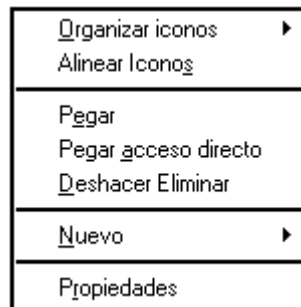 Organizar iconos
Alinear Iconos
Pegar
Pegar acceso directo
Deshacer Eliminar
Nuevo
Propiedades